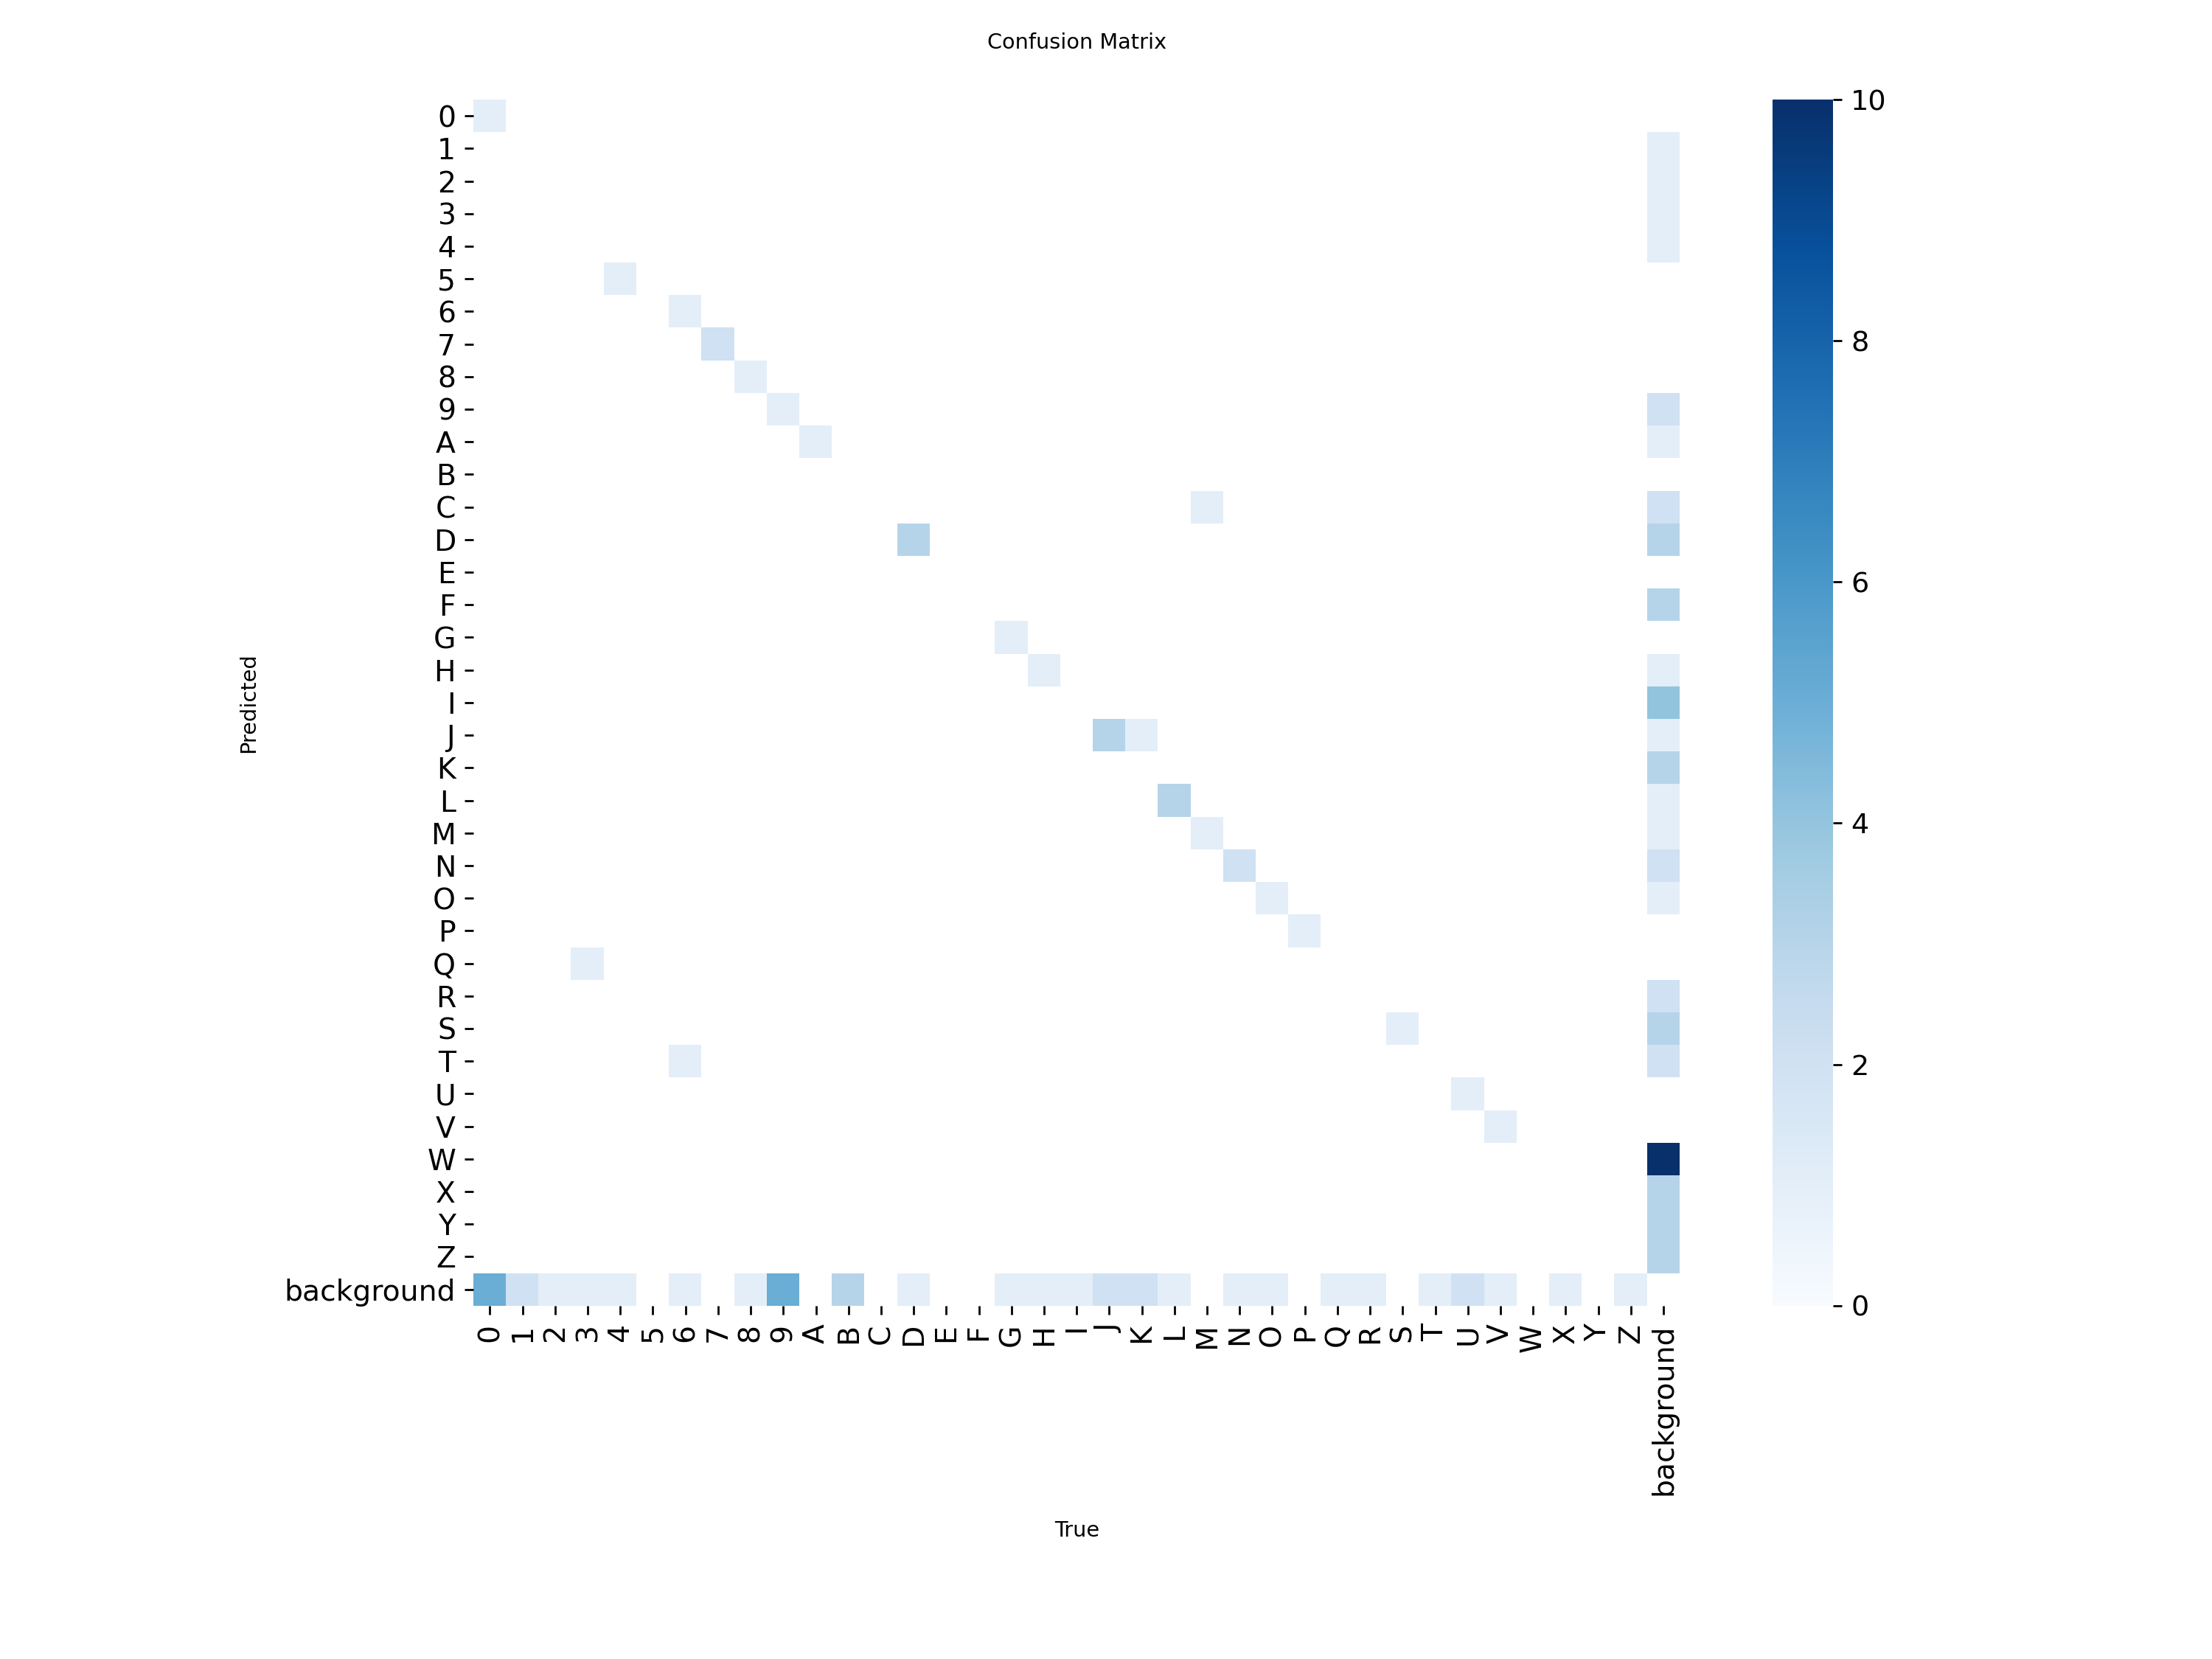 Confusion Matrix
0
1
2
3
4
5
6
7
8
9
A
B
C
D
E
F
G
H
I
J
K
L
M
N
O
P
Q
R
S
T
U
V
W
X
Y
Z
background
Predicted
0 1 2 3 4 5 6 7 8 9 A B C D E F G H I J K L M N O P Q R S T U V W X Y Z background
True
10
8
6
4
2
0